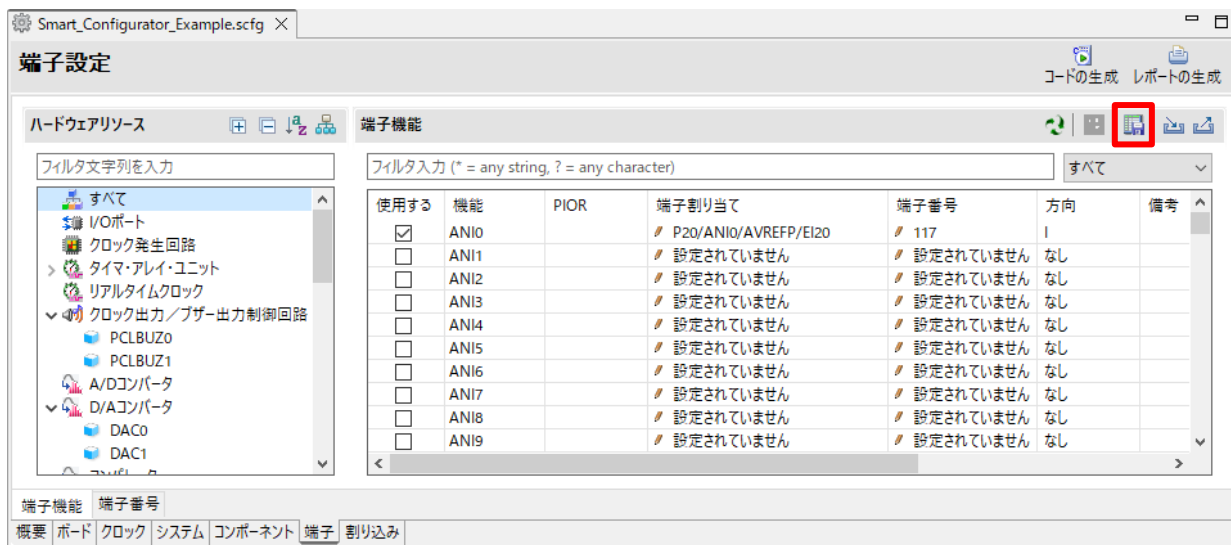 Smart_Configurator_Example.scfg
端子設定
コードの生成 レポートの生成
ハードウェアリソース
端子機能
フィルタ文字列を入力
フィルタ入力 (* = any string, ? = any character)
すべて
すべて
I/Oポート
クロック発生回路
タイマ・アレイ・ユニット
リアルタイムクロック
クロック出力／ブザー出力制御回路
PCLBUZ0
PCLBUZ1
A/Dコンバータ
D/Aコンバータ
DAC0
DAC1
使用する 機能 PIOR 端子割り当て 端子番号 方向 備考
ANI0 P20/ANI0/AVREFP/EI20 117 I
ANI1 設定されていません 設定されていません なし
ANI2 設定されていません 設定されていません なし
ANI3 設定されていません 設定されていません なし
ANI4 設定されていません 設定されていません なし
ANI5 設定されていません 設定されていません なし
ANI6 設定されていません 設定されていません なし
ANI7 設定されていません 設定されていません なし
ANI8 設定されていません 設定されていません なし
ANI9 設定されていません 設定されていません なし
端子機能 端子番号
概要 ボード クロック システム コンポーネント 端子 割り込み